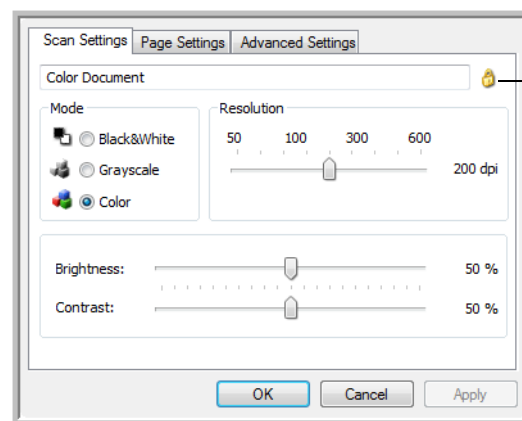 Scan Settings Page Settings Advanced Settings
Color Document
Mode
Black&White
Grayscale
Color
Resolution
50 100 300 600
200 dpi
Brightness: 50 %
Contrast: 50 %
OK Cancel Apply